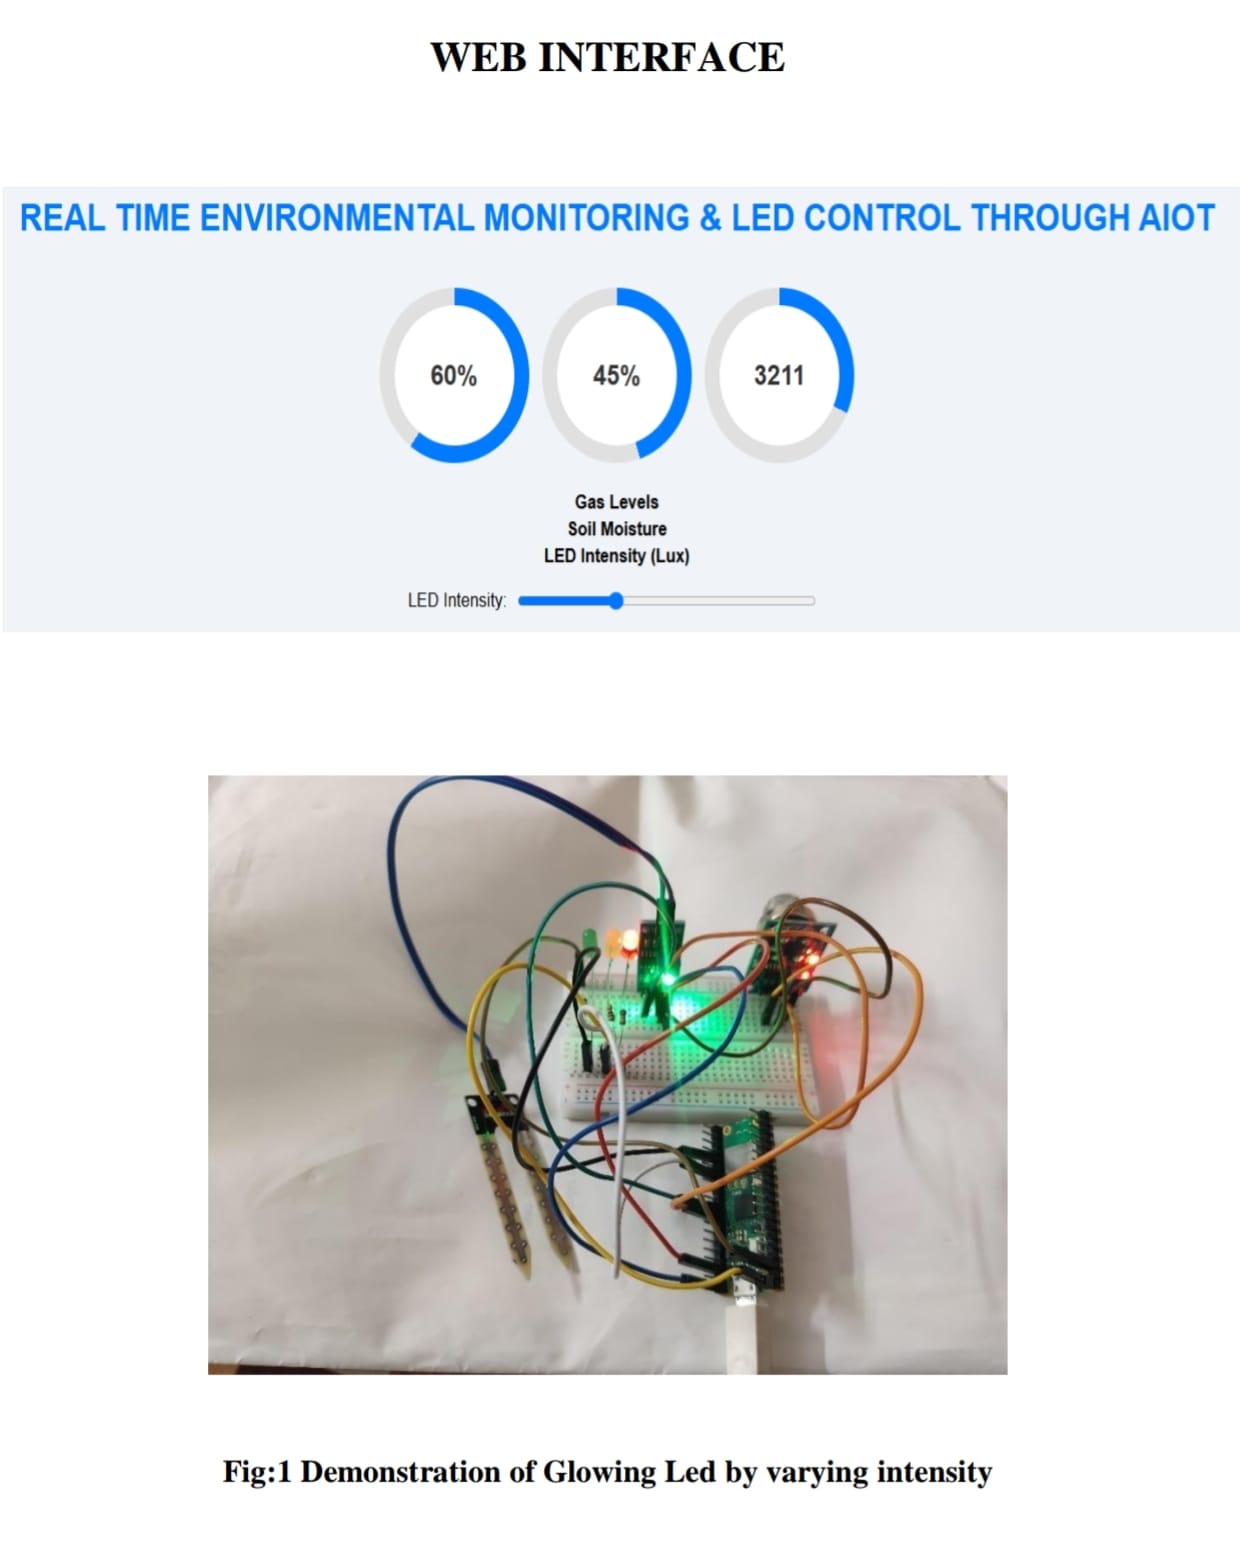 WEB INTERFACE
REAL TIME ENVIRONMENTAL MONITORING & LED CONTROL THROUGH AIOT
60%
45%
3211
Gas Levels
Soil Moisture
LED Intensity (Lux)
LED Intensity:
Fig:1 Demonstration of Glowing Led by varying intensity